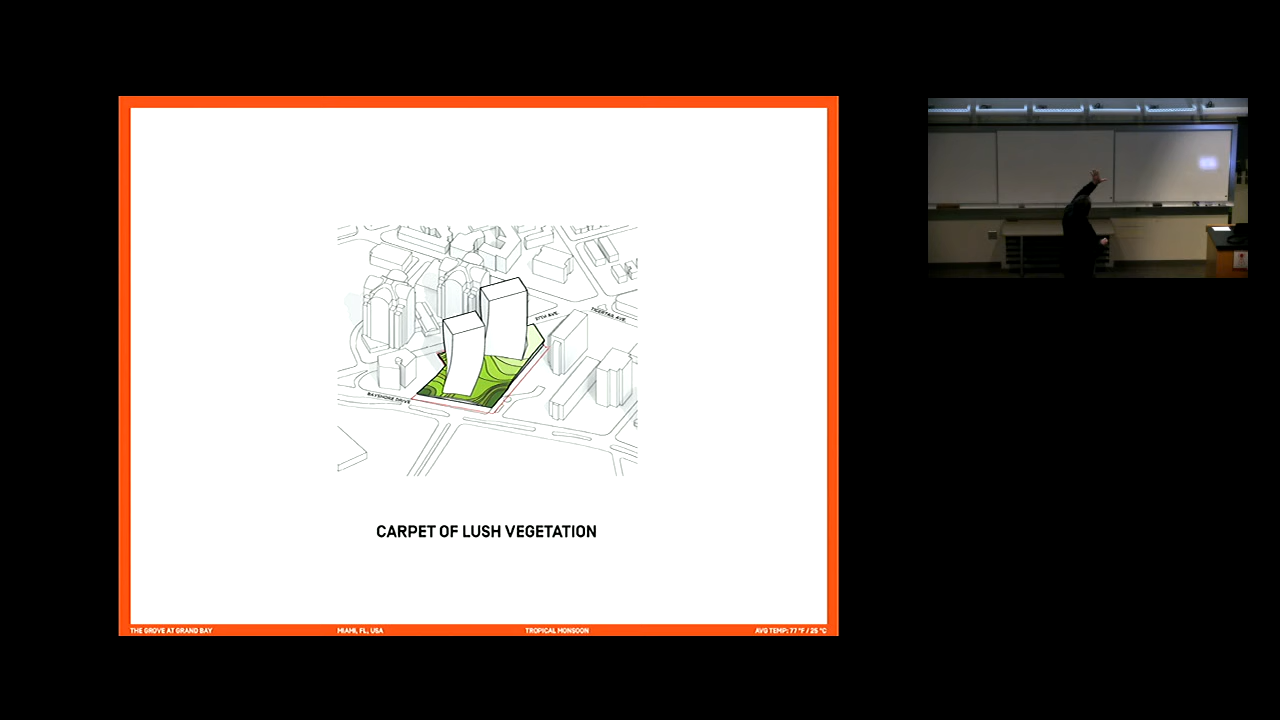 27TH AVE.
TIGERTAIL AVE.
BAYSHORE DRIVE
CARPET OF LUSH VEGETATION
THE GROVE AT GRAND BAY
MIAMI, FL, USA
TROPICAL MONSOON
AVG TEMP: 77 °F / 25 °C